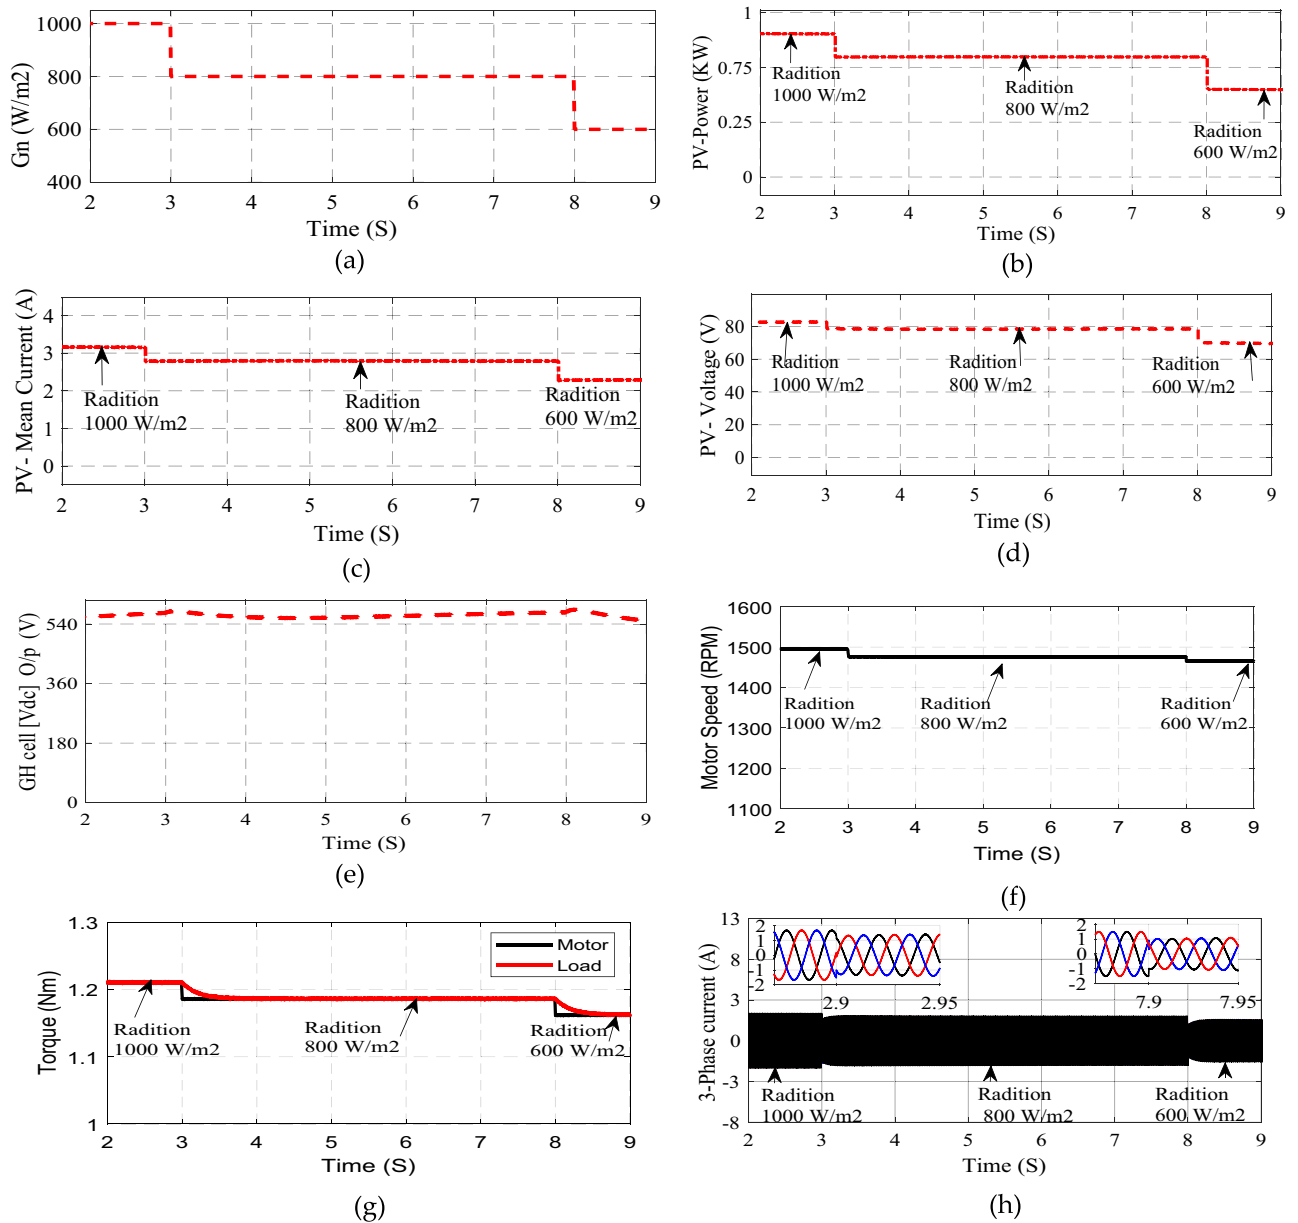 Gn (W/m2)
1000
800
600
400
2 3 4 5 6 7 8 9
Time (S)
(a)
PV-Power (KW)
1
0.75
0.25
0
Radition
1000 W/m2
Radition
800 W/m2
Radition
600 W/m2
2 3 4 5 6 7 8 9
Time (S)
(b)
PV- Mean Current (A)
4
3
2
1
0
Radition
1000 W/m2
Radition
800 W/m2
Radition
600 W/m2
2 3 4 5 6 7 8 9
Time (S)
(c)
PV- Voltage (V)
80
60
40
20
0
Radition
1000 W/m2
Radition
800 W/m2
Radition
600 W/m2
2 3 4 5 6 7 8 9
Time (S)
(d)
GH cell [Vdc] O/p (V)
540
360
180
0
2 3 4 5 6 7 8 9
Time (S)
(e)
Motor Speed (RPM)
1600
1500
1400
1300
1200
1100
Radition
1000 W/m2
Radition
800 W/m2
Radition
600 W/m2
2 3 4 5 6 7 8 9
Time (S)
(f)
Torque (Nm)
1.3
1.2
1.1
1
Motor
Load
Radition
1000 W/m2
Radition
800 W/m2
Radition
600 W/m2
2 3 4 5 6 7 8 9
Time (S)
(g)
3-Phase current (A)
13
8
3
0
-3
-8
2
1
0
-1
-2
2.9 2.95
2
1
0
-1
-2
7.9 7.95
Radition
1000 W/m2
Radition
800 W/m2
Radition
600 W/m2
2 3 4 5 6 7 8 9
Time (S)
(h)